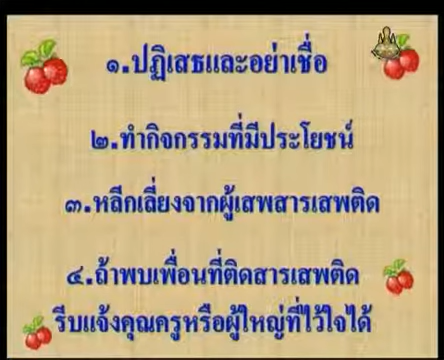 ๑.ปฏิเสธและอย่าเชื่อ
๒.ทำกิจกรรมที่มีประโยชน์
๓.หลีกเลี่ยงจากผู้เสพสารเสพติด
๔.ถ้าพบเพื่อนที่ติดสารเสพติด
รีบแจ้งคุณครูหรือผู้ใหญ่ที่ไว้ใจได้